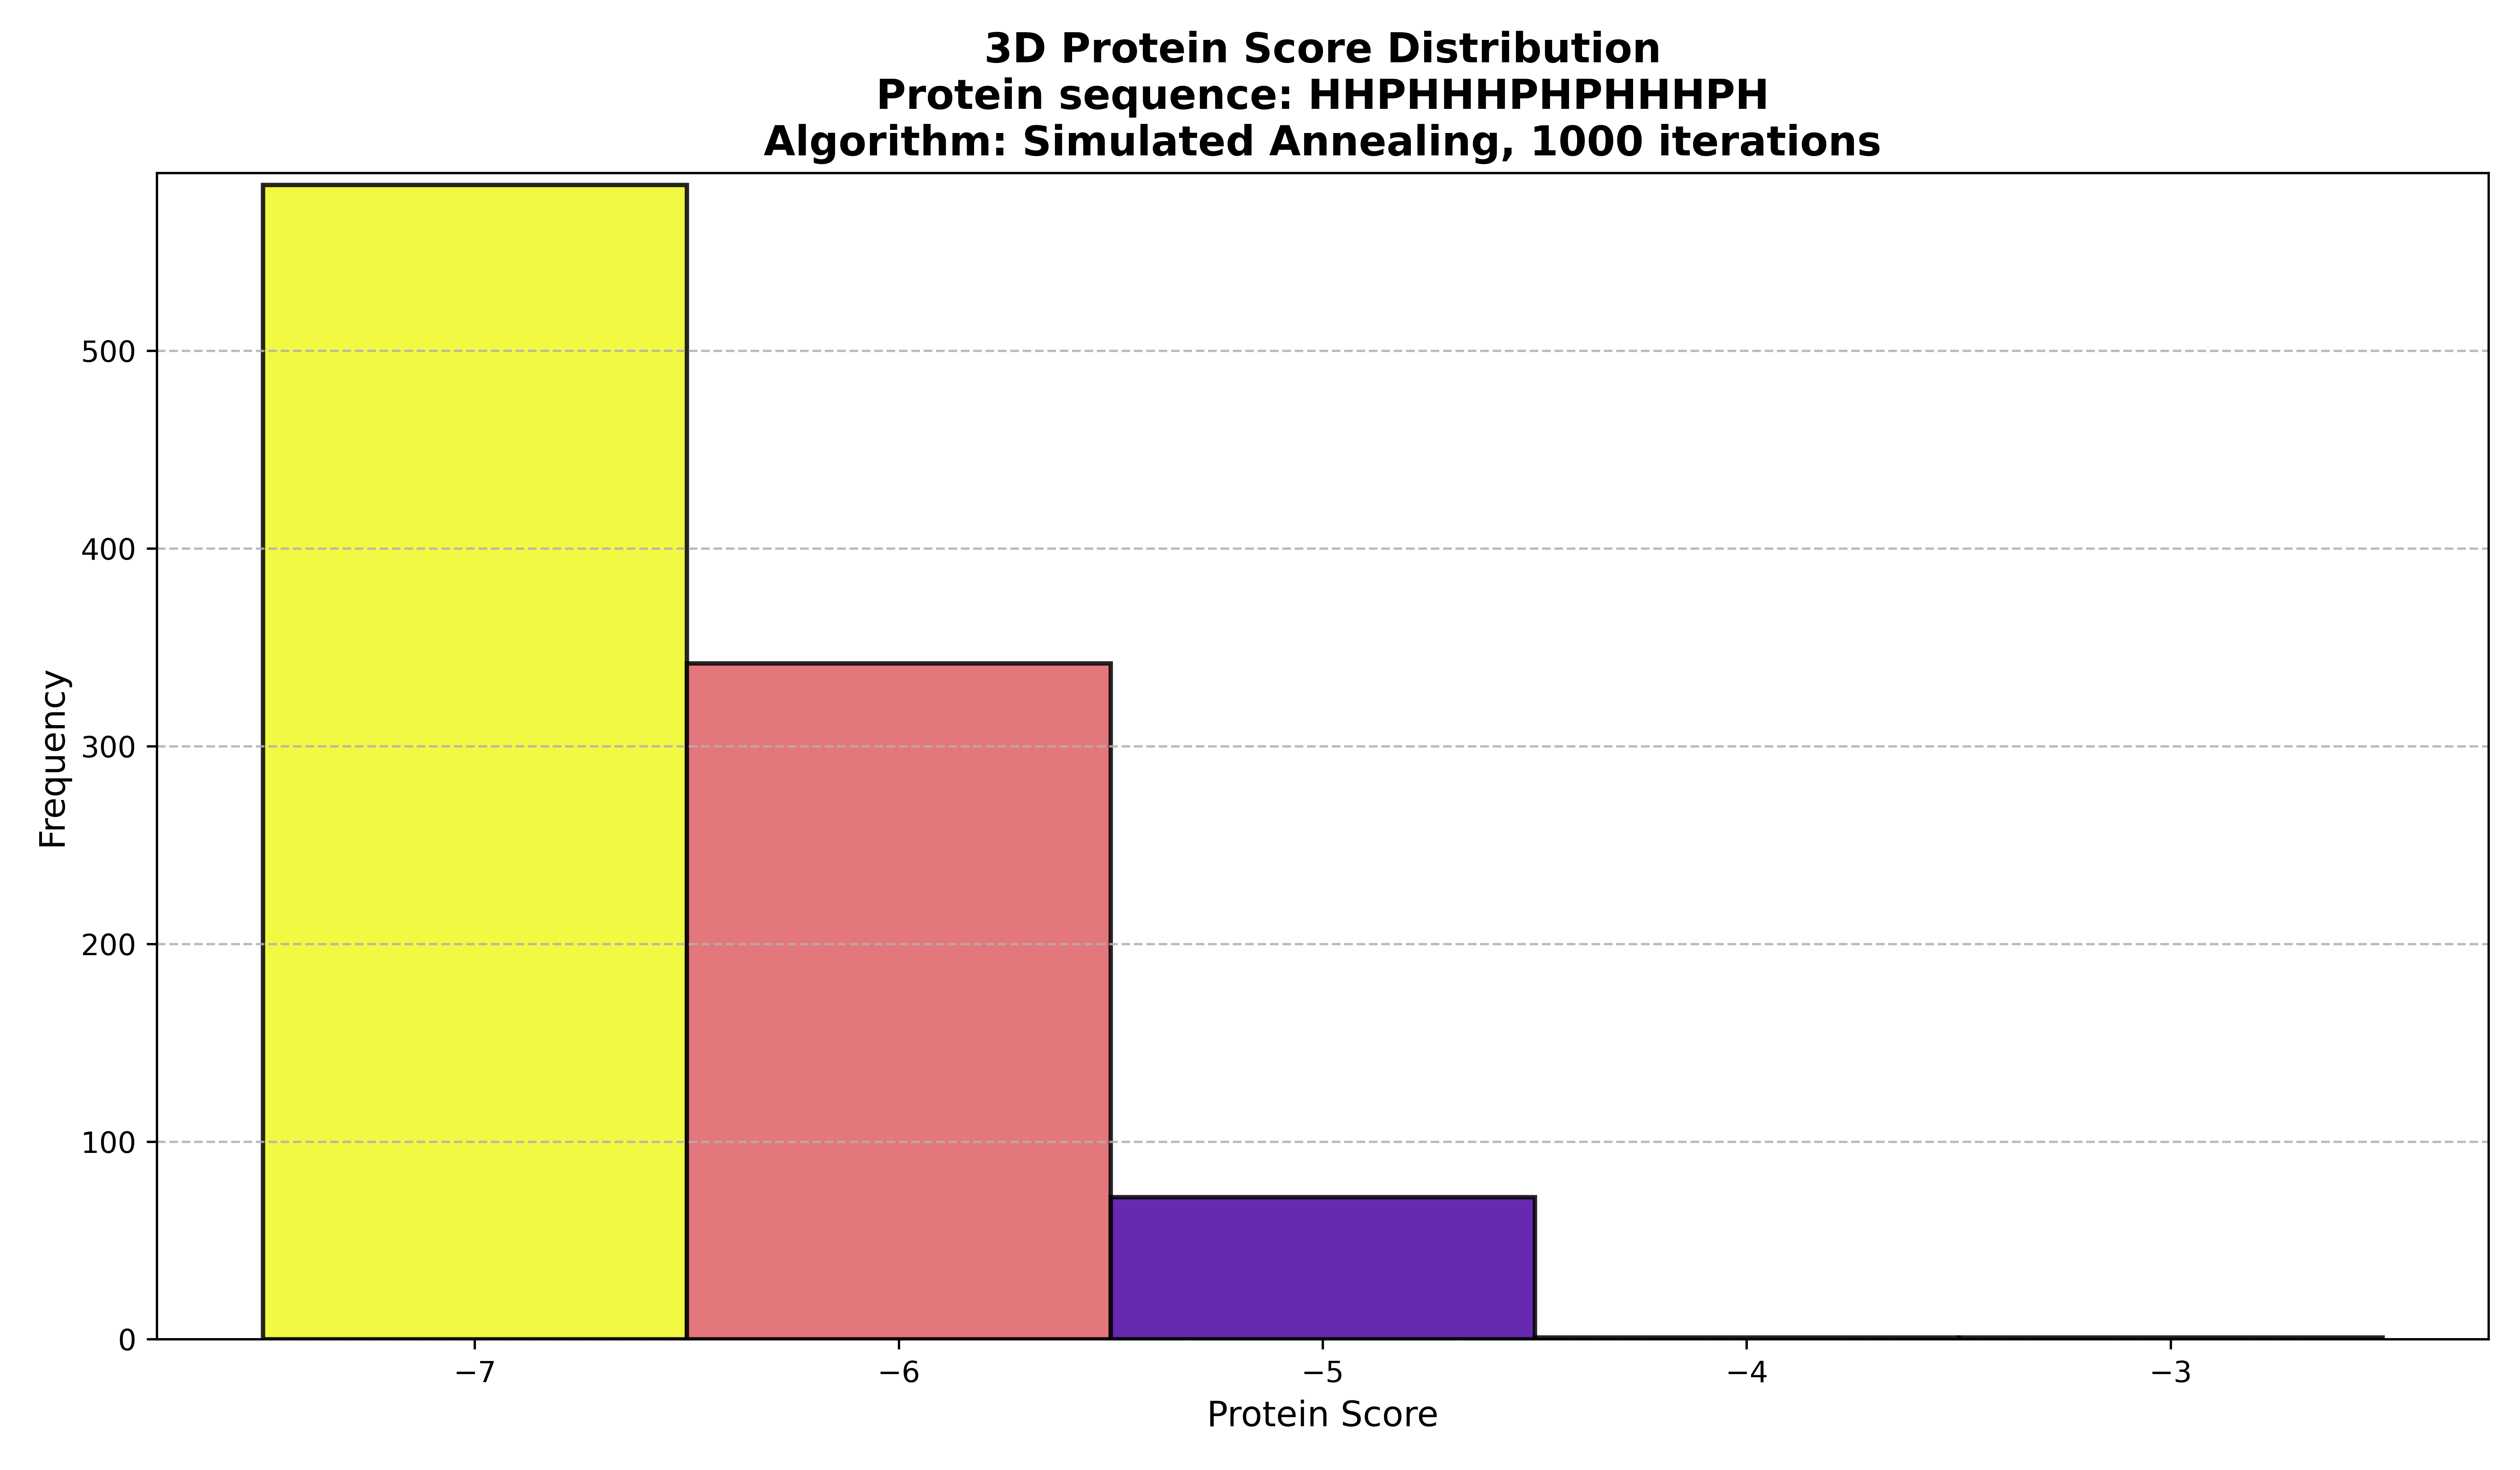 3D Protein Score Distribution
Protein sequence: HHPHHHHPHPHHHHPH
Algorithm: Simulated Annealing, 1000 iterations
Frequency
500
400
300
200
100
0
−7
−6
−5
−4
−3
Protein Score